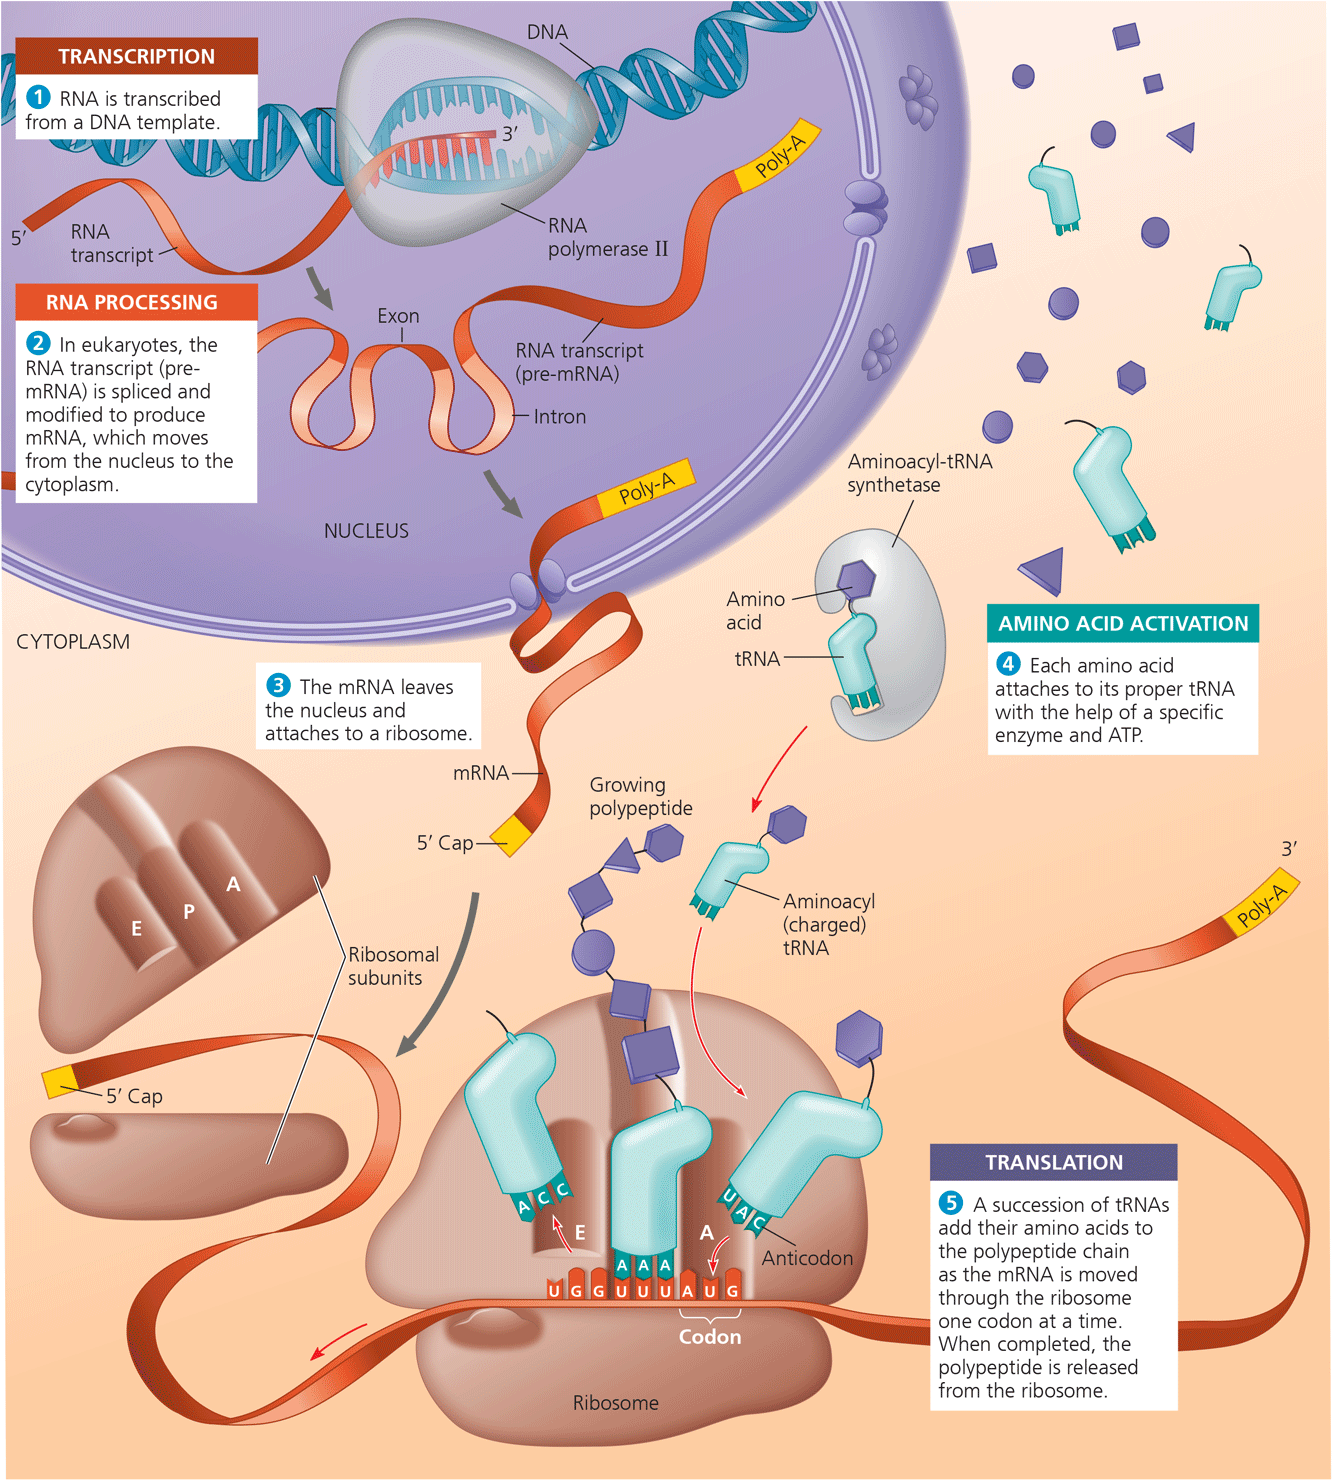 TRANSCRIPTION
1 RNA is transcribed
from a DNA template.
DNA
3′
Poly-A
5′
RNA
transcript
RNA
polymerase II
RNA PROCESSING
2 In eukaryotes, the
RNA transcript (pre-
mRNA) is spliced and
modified to produce
mRNA, which moves
from the nucleus to the
cytoplasm.
Exon
RNA transcript
(pre-mRNA)
Intron
Poly-A
NUCLEUS
CYTOPLASM
Aminoacyl-tRNA
synthetase
Amino
acid
tRNA
AMINO ACID ACTIVATION
4 Each amino acid
attaches to its proper tRNA
with the help of a specific
enzyme and ATP.
3 The mRNA leaves
the nucleus and
attaches to a ribosome.
mRNA
5′ Cap
Growing
polypeptide
Aminoacyl
(charged)
tRNA
3′
Poly-A
E
P
A
Ribosomal
subunits
5′ Cap
A C C
E
A A A
A
U A C
Anticodon
U G G U U U A U G
Codon
Ribosome
TRANSLATION
5 A succession of tRNAs
add their amino acids to
the polypeptide chain
as the mRNA is moved
through the ribosome
one codon at a time.
When completed, the
polypeptide is released
from the ribosome.